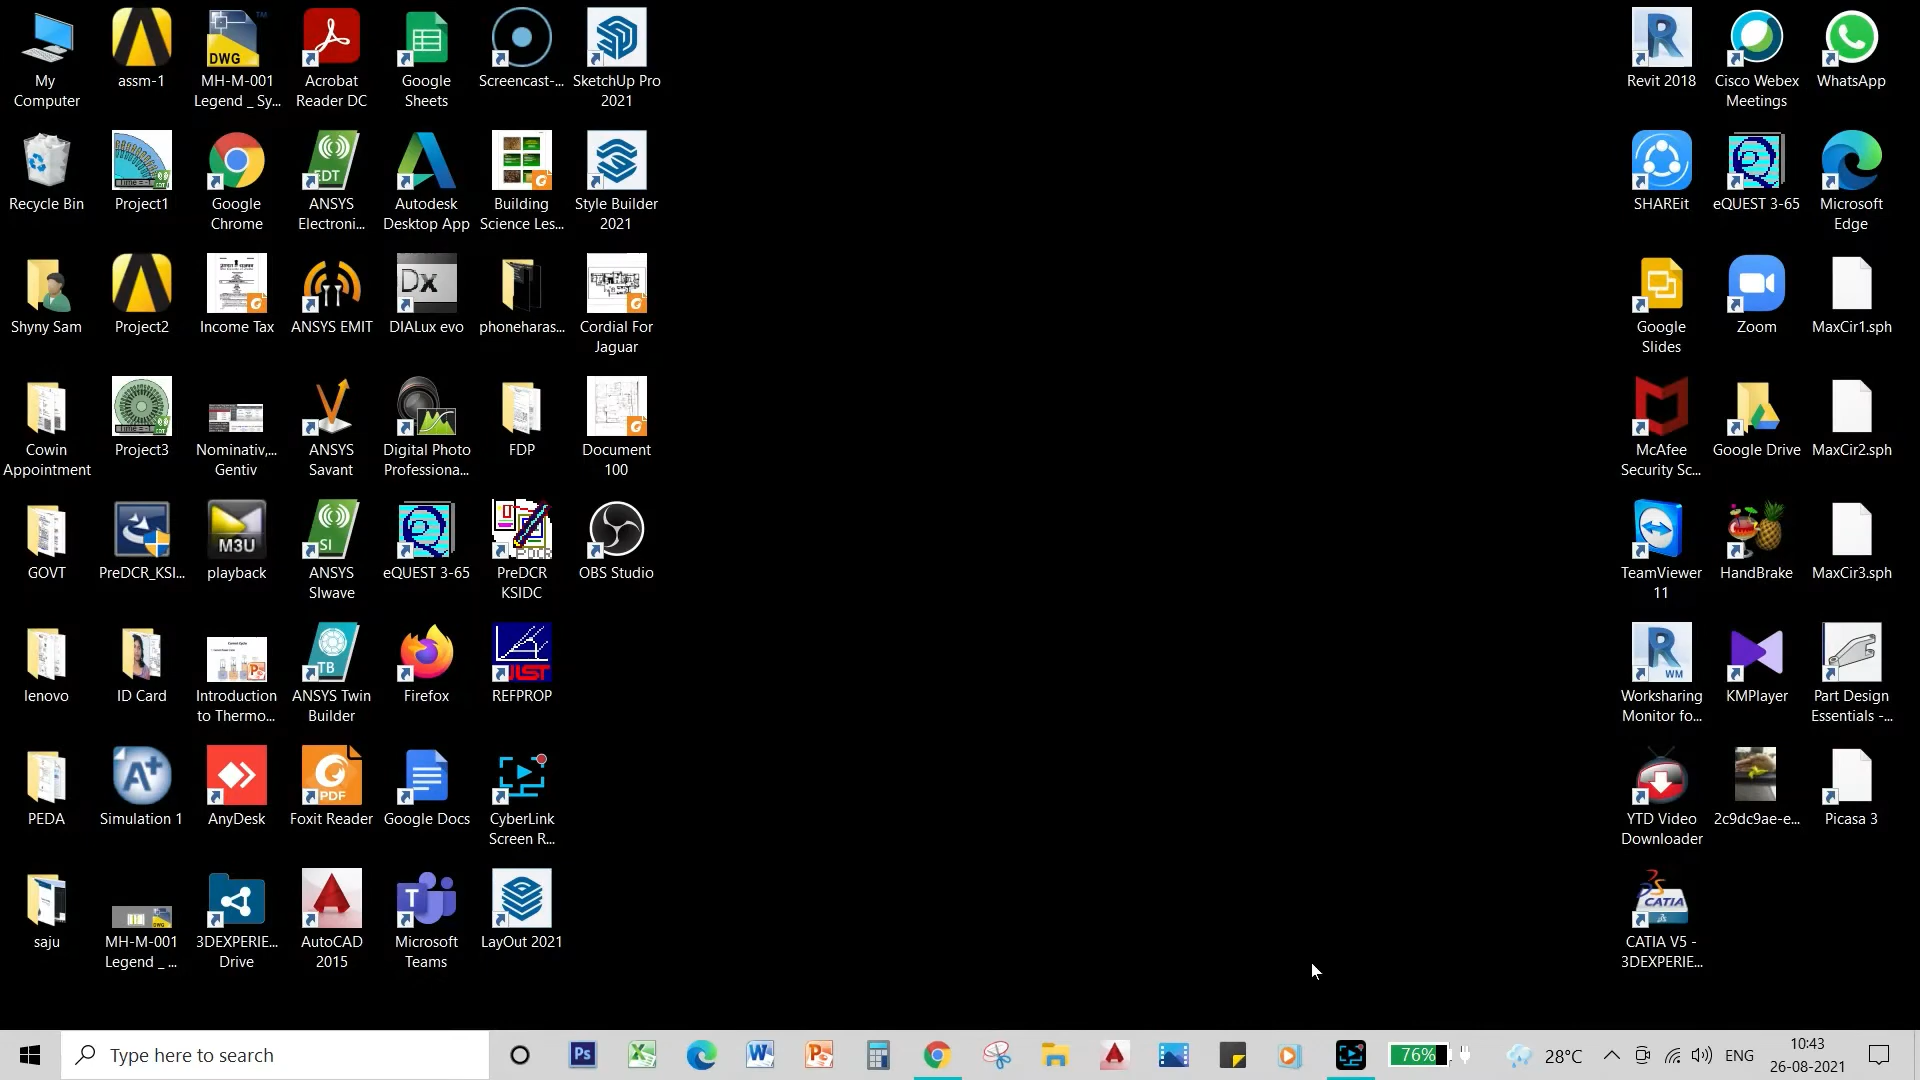 My
Computer
assm-1
DWG
MH-M-001
Legend _ Sy...
Acrobat
Reader DC
Google
Sheets
Screencast-...
SketchUp Pro
2021
Recycle Bin
Project1
Google
Chrome
EDT
ANSYS
Electroni...
Autodesk
Desktop App
Building
Science Les...
Style Builder
2021
Shyny Sam
Project2
Income Tax
ANSYS EMIT
Dx
DIALux evo
phoneharas...
Cordial For
Jaguar
Cowin
Appointment
Project3
Nominativ,...
Gentiv
ANSYS
Savant
Digital Photo
Professiona...
FDP
Document
100
GOVT
PreDCR_KSI...
M3U
playback
SI
ANSYS
SIwave
eQUEST 3-65
PreDCR
KSIDC
OBS Studio
lenovo
ID Card
Introduction
to Thermo...
TB
ANSYS Twin
Builder
Firefox
REFPROP
PEDA
A+
Simulation 1
AnyDesk
PDF
Foxit Reader
Google Docs
CyberLink
Screen R...
saju
MH-M-001
Legend _ ...
3DEXPERIE...
Drive
AutoCAD
2015
T
Microsoft
Teams
LayOut 2021
R
Revit 2018
Cisco Webex
Meetings
WhatsApp
SHAREit
eQUEST 3-65
Microsoft
Edge
Google
Slides
Zoom
MaxCir1.sph
McAfee
Security Sc...
Google Drive
MaxCir2.sph
TeamViewer
11
HandBrake
MaxCir3.sph
R
WM
Worksharing
Monitor fo...
KMPlayer
Part Design
Essentials -...
YTD Video
Downloader
2c9dc9ae-e...
Picasa 3
CATIA
CATIA V5 -
3DEXPERIE...
Type here to search
Ps
76%
28°C
ENG
10:43
26-08-2021